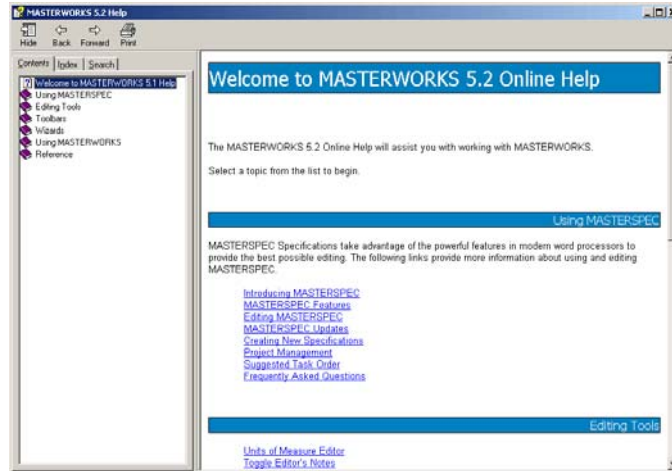 MASTERWORKS 5.2 Help
Hide Back Forward Print
Contents Index Search
Welcome to MASTERWORKS 5.1 Help
Using MASTERSPEC
Editing Tools
Toolbars
Wizards
Using MASTERWORKS
Reference
Welcome to MASTERWORKS 5.2 Online Help
The MASTERWORKS 5.2 Online Help will assist you with working with MASTERWORKS.
Select a topic from the list to begin.
Using MASTERSPEC
MASTERSPEC Specifications take advantage of the powerful features in modern word processors to
provide the best possible editing. The following links provide more information about using and editing
MASTERSPEC.
Introducing MASTERSPEC
MASTERSPEC Features
Editing MASTERSPEC
MASTERSPEC Updates
Creating New Specifications
Project Management
Suggested Task Order
Frequently Asked Questions
Editing Tools
Units of Measure Editor
Toggle Editor's Notes